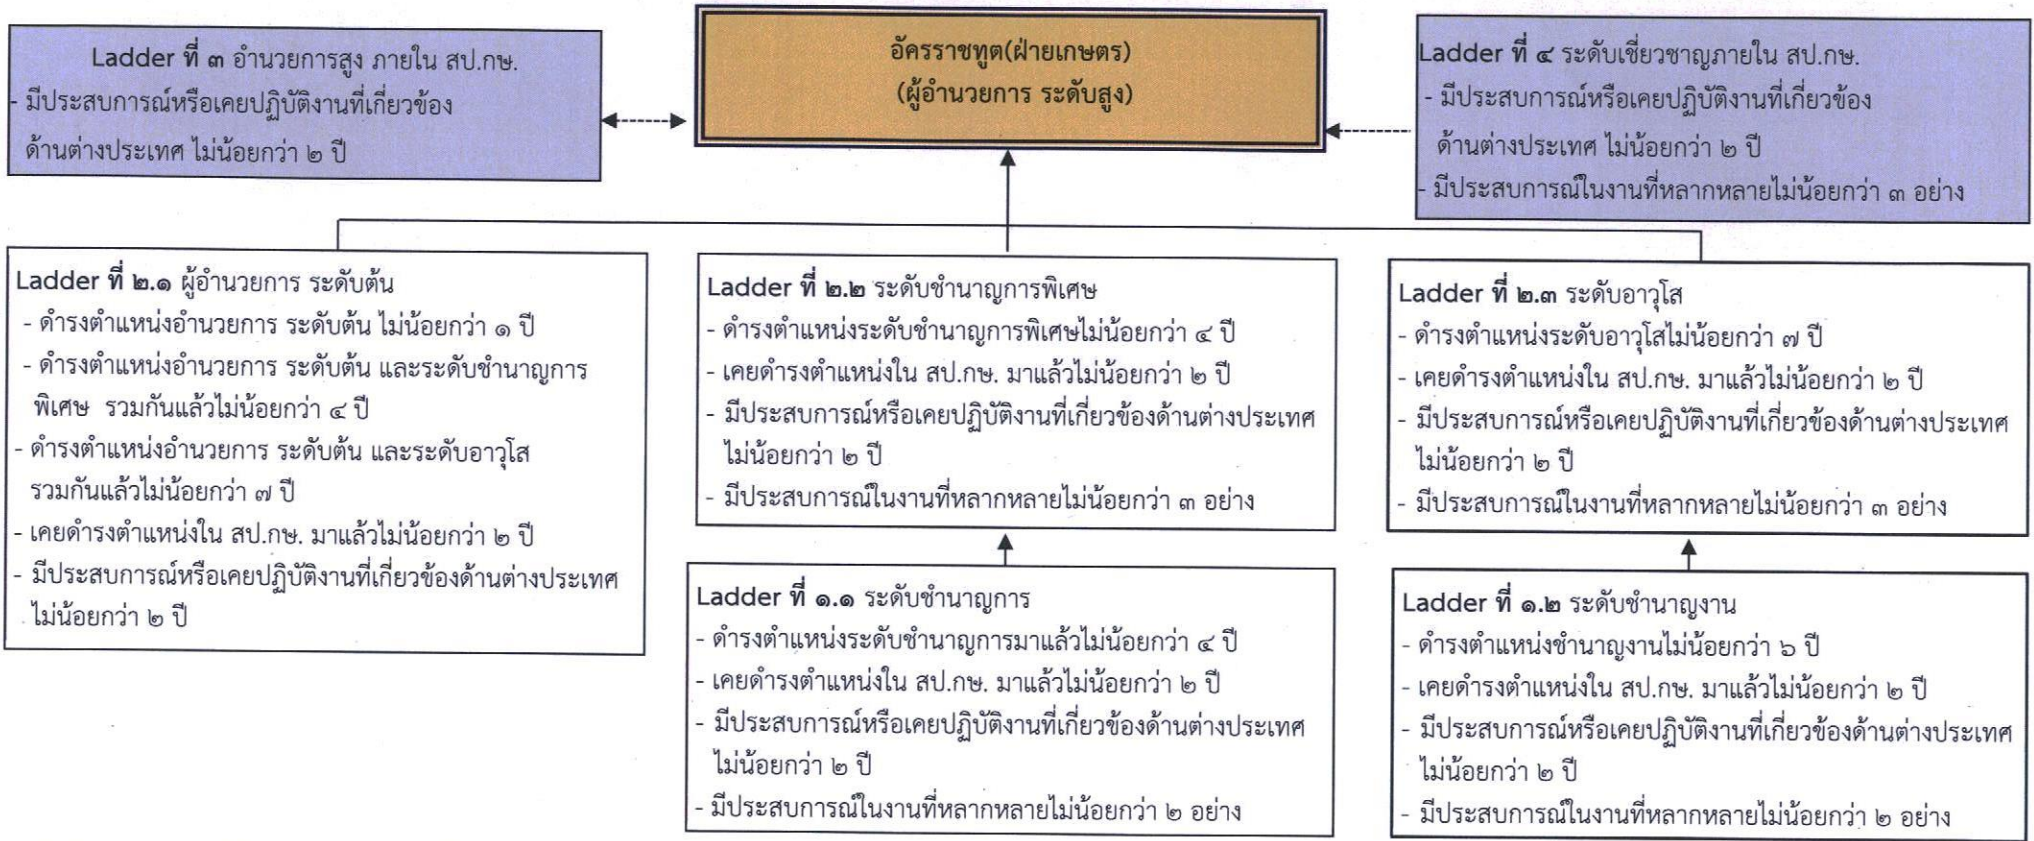 Ladder ที่ ๓ อำนวยการสูง ภายใน สป.กษ.
- มีประสบการณ์หรือเคยปฏิบัติงานที่เกี่ยวข้อง
ด้านต่างประเทศ ไม่น้อยกว่า ๒ ปี
อัครราชทูต(ฝ่ายเกษตร)
(ผู้อำนวยการ ระดับสูง)
Ladder ที่ ๔ ระดับเชี่ยวชาญภายใน สป.กษ.
- มีประสบการณ์หรือเคยปฏิบัติงานที่เกี่ยวข้อง
ด้านต่างประเทศ ไม่น้อยกว่า ๒ ปี
- มีประสบการณ์ในงานที่หลากหลายไม่น้อยกว่า ๓ อย่าง
Ladder ที่ ๒.๑ ผู้อำนวยการ ระดับต้น
- ดำรงตำแหน่งอำนวยการ ระดับต้น ไม่น้อยกว่า ๑ ปี
- ดำรงตำแหน่งอำนวยการ ระดับต้น และระดับชำนาญการ
พิเศษ รวมกันแล้วไม่น้อยกว่า ๔ ปี
- ดำรงตำแหน่งอำนวยการ ระดับต้น และระดับอาวุโส
รวมกันแล้วไม่น้อยกว่า ๗ ปี
- เคยดำรงตำแหน่งใน สป.กษ. มาแล้วไม่น้อยกว่า ๒ ปี
- มีประสบการณ์หรือเคยปฏิบัติงานที่เกี่ยวข้องด้านต่างประเทศ
ไม่น้อยกว่า ๒ ปี
Ladder ที่ ๒.๒ ระดับชำนาญการพิเศษ
- ดำรงตำแหน่งระดับชำนาญการพิเศษไม่น้อยกว่า ๔ ปี
- เคยดำรงตำแหน่งใน สป.กษ. มาแล้วไม่น้อยกว่า ๒ ปี
- มีประสบการณ์หรือเคยปฏิบัติงานที่เกี่ยวข้องด้านต่างประเทศ
ไม่น้อยกว่า ๒ ปี
- มีประสบการณ์ในงานที่หลากหลายไม่น้อยกว่า ๓ อย่าง
Ladder ที่ ๒.๓ ระดับอาวุโส
- ดำรงตำแหน่งระดับอาวุโสไม่น้อยกว่า ๗ ปี
- เคยดำรงตำแหน่งใน สป.กษ. มาแล้วไม่น้อยกว่า ๒ ปี
- มีประสบการณ์หรือเคยปฏิบัติงานที่เกี่ยวข้องด้านต่างประเทศ
ไม่น้อยกว่า ๒ ปี
- มีประสบการณ์ในงานที่หลากหลายไม่น้อยกว่า ๓ อย่าง
Ladder ที่ ๑.๑ ระดับชำนาญการ
- ดำรงตำแหน่งระดับชำนาญการมาแล้วไม่น้อยกว่า ๔ ปี
- เคยดำรงตำแหน่งใน สป.กษ. มาแล้วไม่น้อยกว่า ๒ ปี
- มีประสบการณ์หรือเคยปฏิบัติงานที่เกี่ยวข้องด้านต่างประเทศ
ไม่น้อยกว่า ๒ ปี
- มีประสบการณ์ในงานที่หลากหลายไม่น้อยกว่า ๒ อย่าง
Ladder ที่ ๑.๒ ระดับชำนาญงาน
- ดำรงตำแหน่งชำนาญงานไม่น้อยกว่า ๖ ปี
- เคยดำรงตำแหน่งใน สป.กษ. มาแล้วไม่น้อยกว่า ๒ ปี
- มีประสบการณ์หรือเคยปฏิบัติงานที่เกี่ยวข้องด้านต่างประเทศ
ไม่น้อยกว่า ๒ ปี
- มีประสบการณ์ในงานที่หลากหลายไม่น้อยกว่า ๒ อย่าง